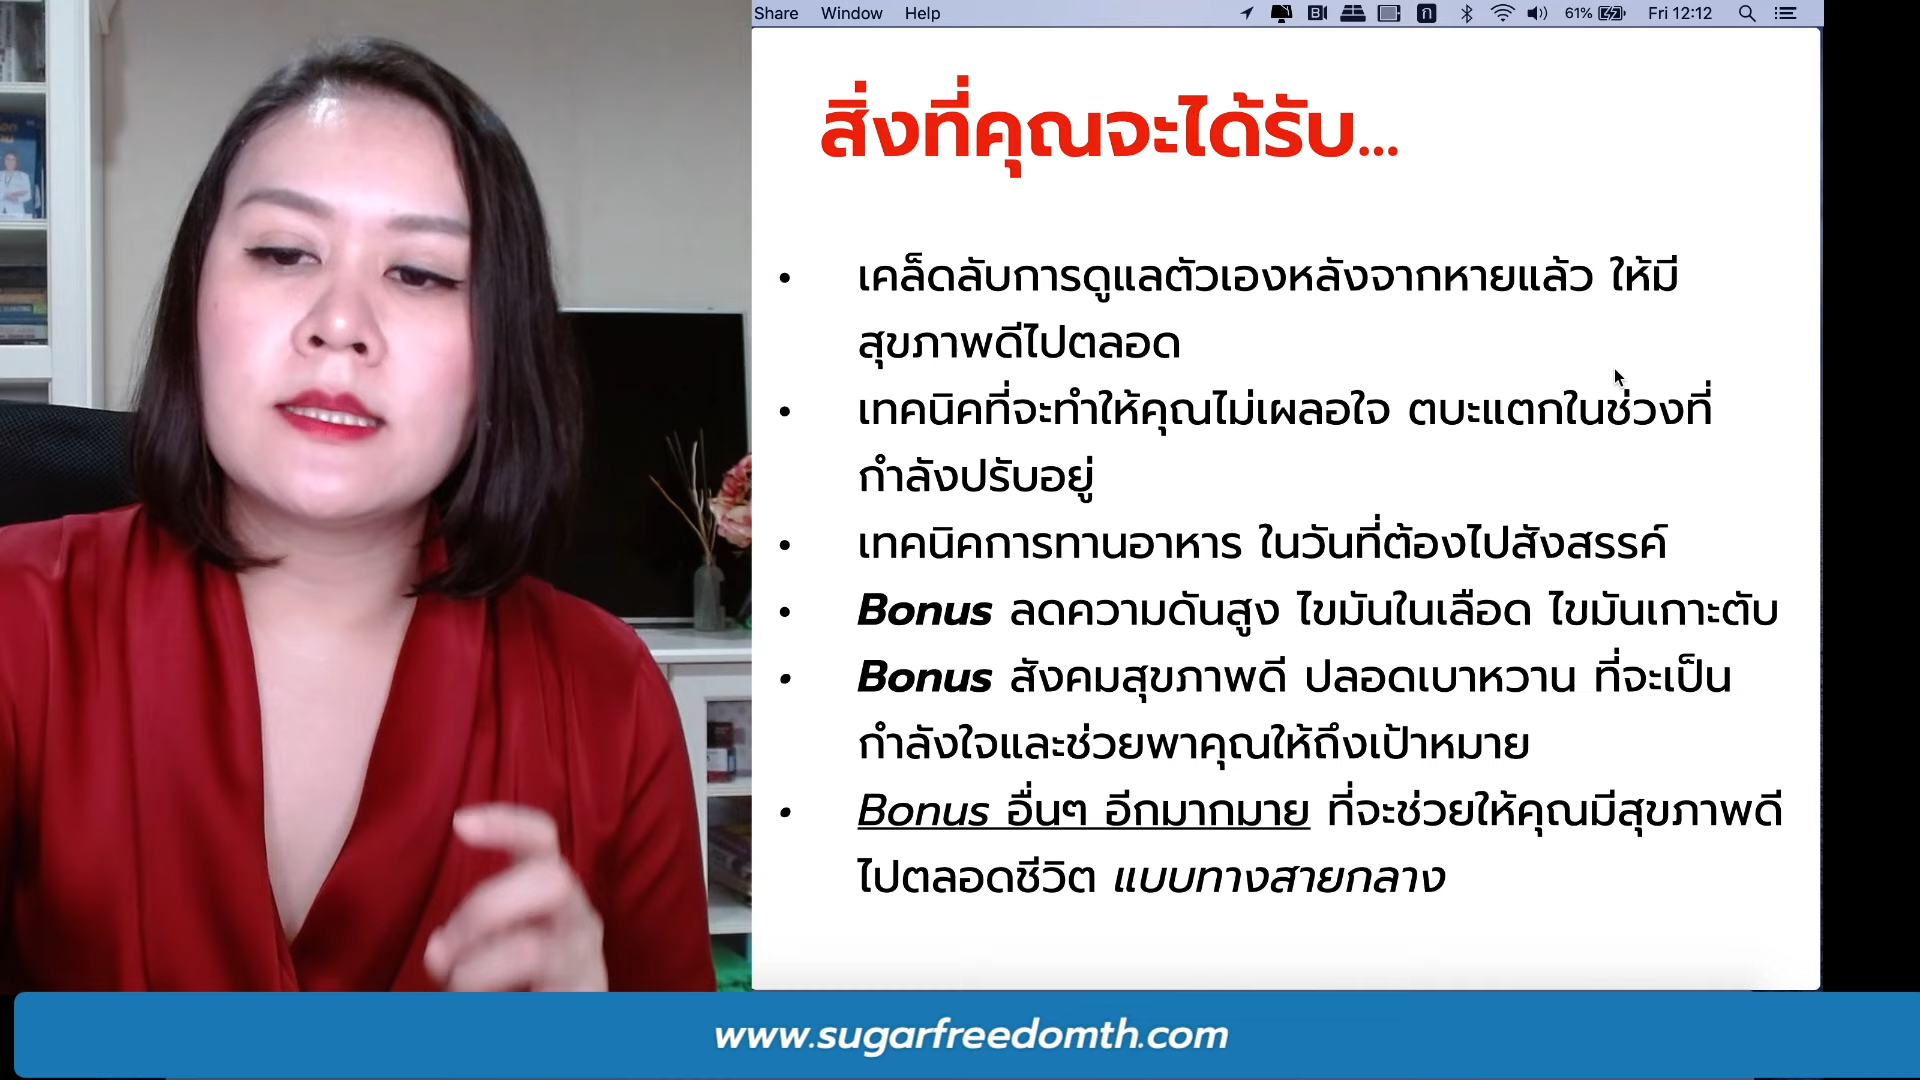 Share Window Help 61% Fri 12:12
สิ่งที่คุณจะได้รับ...
• เคล็ดลับการดูแลตัวเองหลังจากหายแล้ว ให้มี
สุขภาพดีไปตลอด
• เทคนิคที่จะทำให้คุณไม่เผลอใจ ตบะแตกในช่วงที่
กำลังปรับอยู่
• เทคนิคการทานอาหาร ในวันที่ต้องไปสังสรรค์
• Bonus ลดความดันสูง ไขมันในเลือด ไขมันเกาะตับ
• Bonus สังคมสุขภาพดี ปลอดเบาหวาน ที่จะเป็น
กำลังใจและช่วยพาคุณให้ถึงเป้าหมาย
• Bonus อื่นๆ อีกมากมาย ที่จะช่วยให้คุณมีสุขภาพดี
ไปตลอดชีวิต แบบทางสายกลาง
www.sugarfreedomth.com